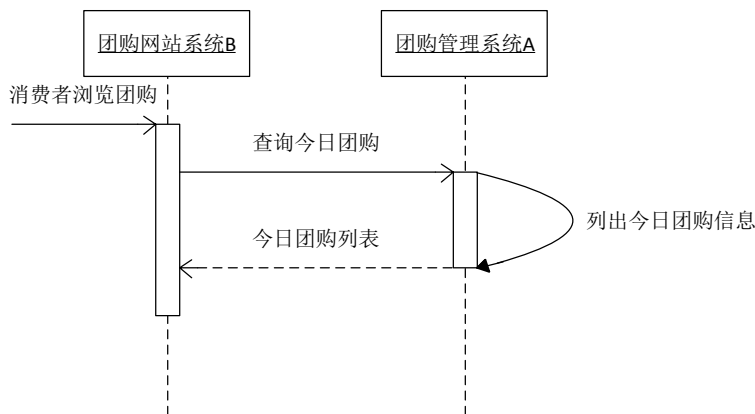 团购网站系统B
团购管理系统A
消费者浏览团购
查询今日团购
列出今日团购信息
今日团购列表